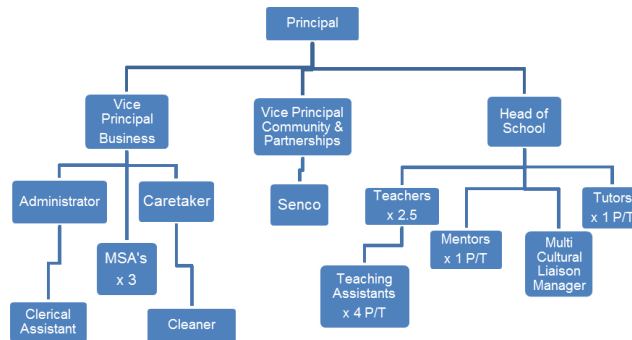 Principal
Vice
Principal
Business
Vice Principal
Community &
Partnerships
Head of
School
Administrator
Caretaker
Senco
Teachers
x 2.5
Tutors
x 1 P/T
MSA's
x 3
Mentors
x 1 P/T
Multi
Cultural
Liaison
Manager
Teaching
Assistants
x 4 P/T
Clerical
Assistant
Cleaner